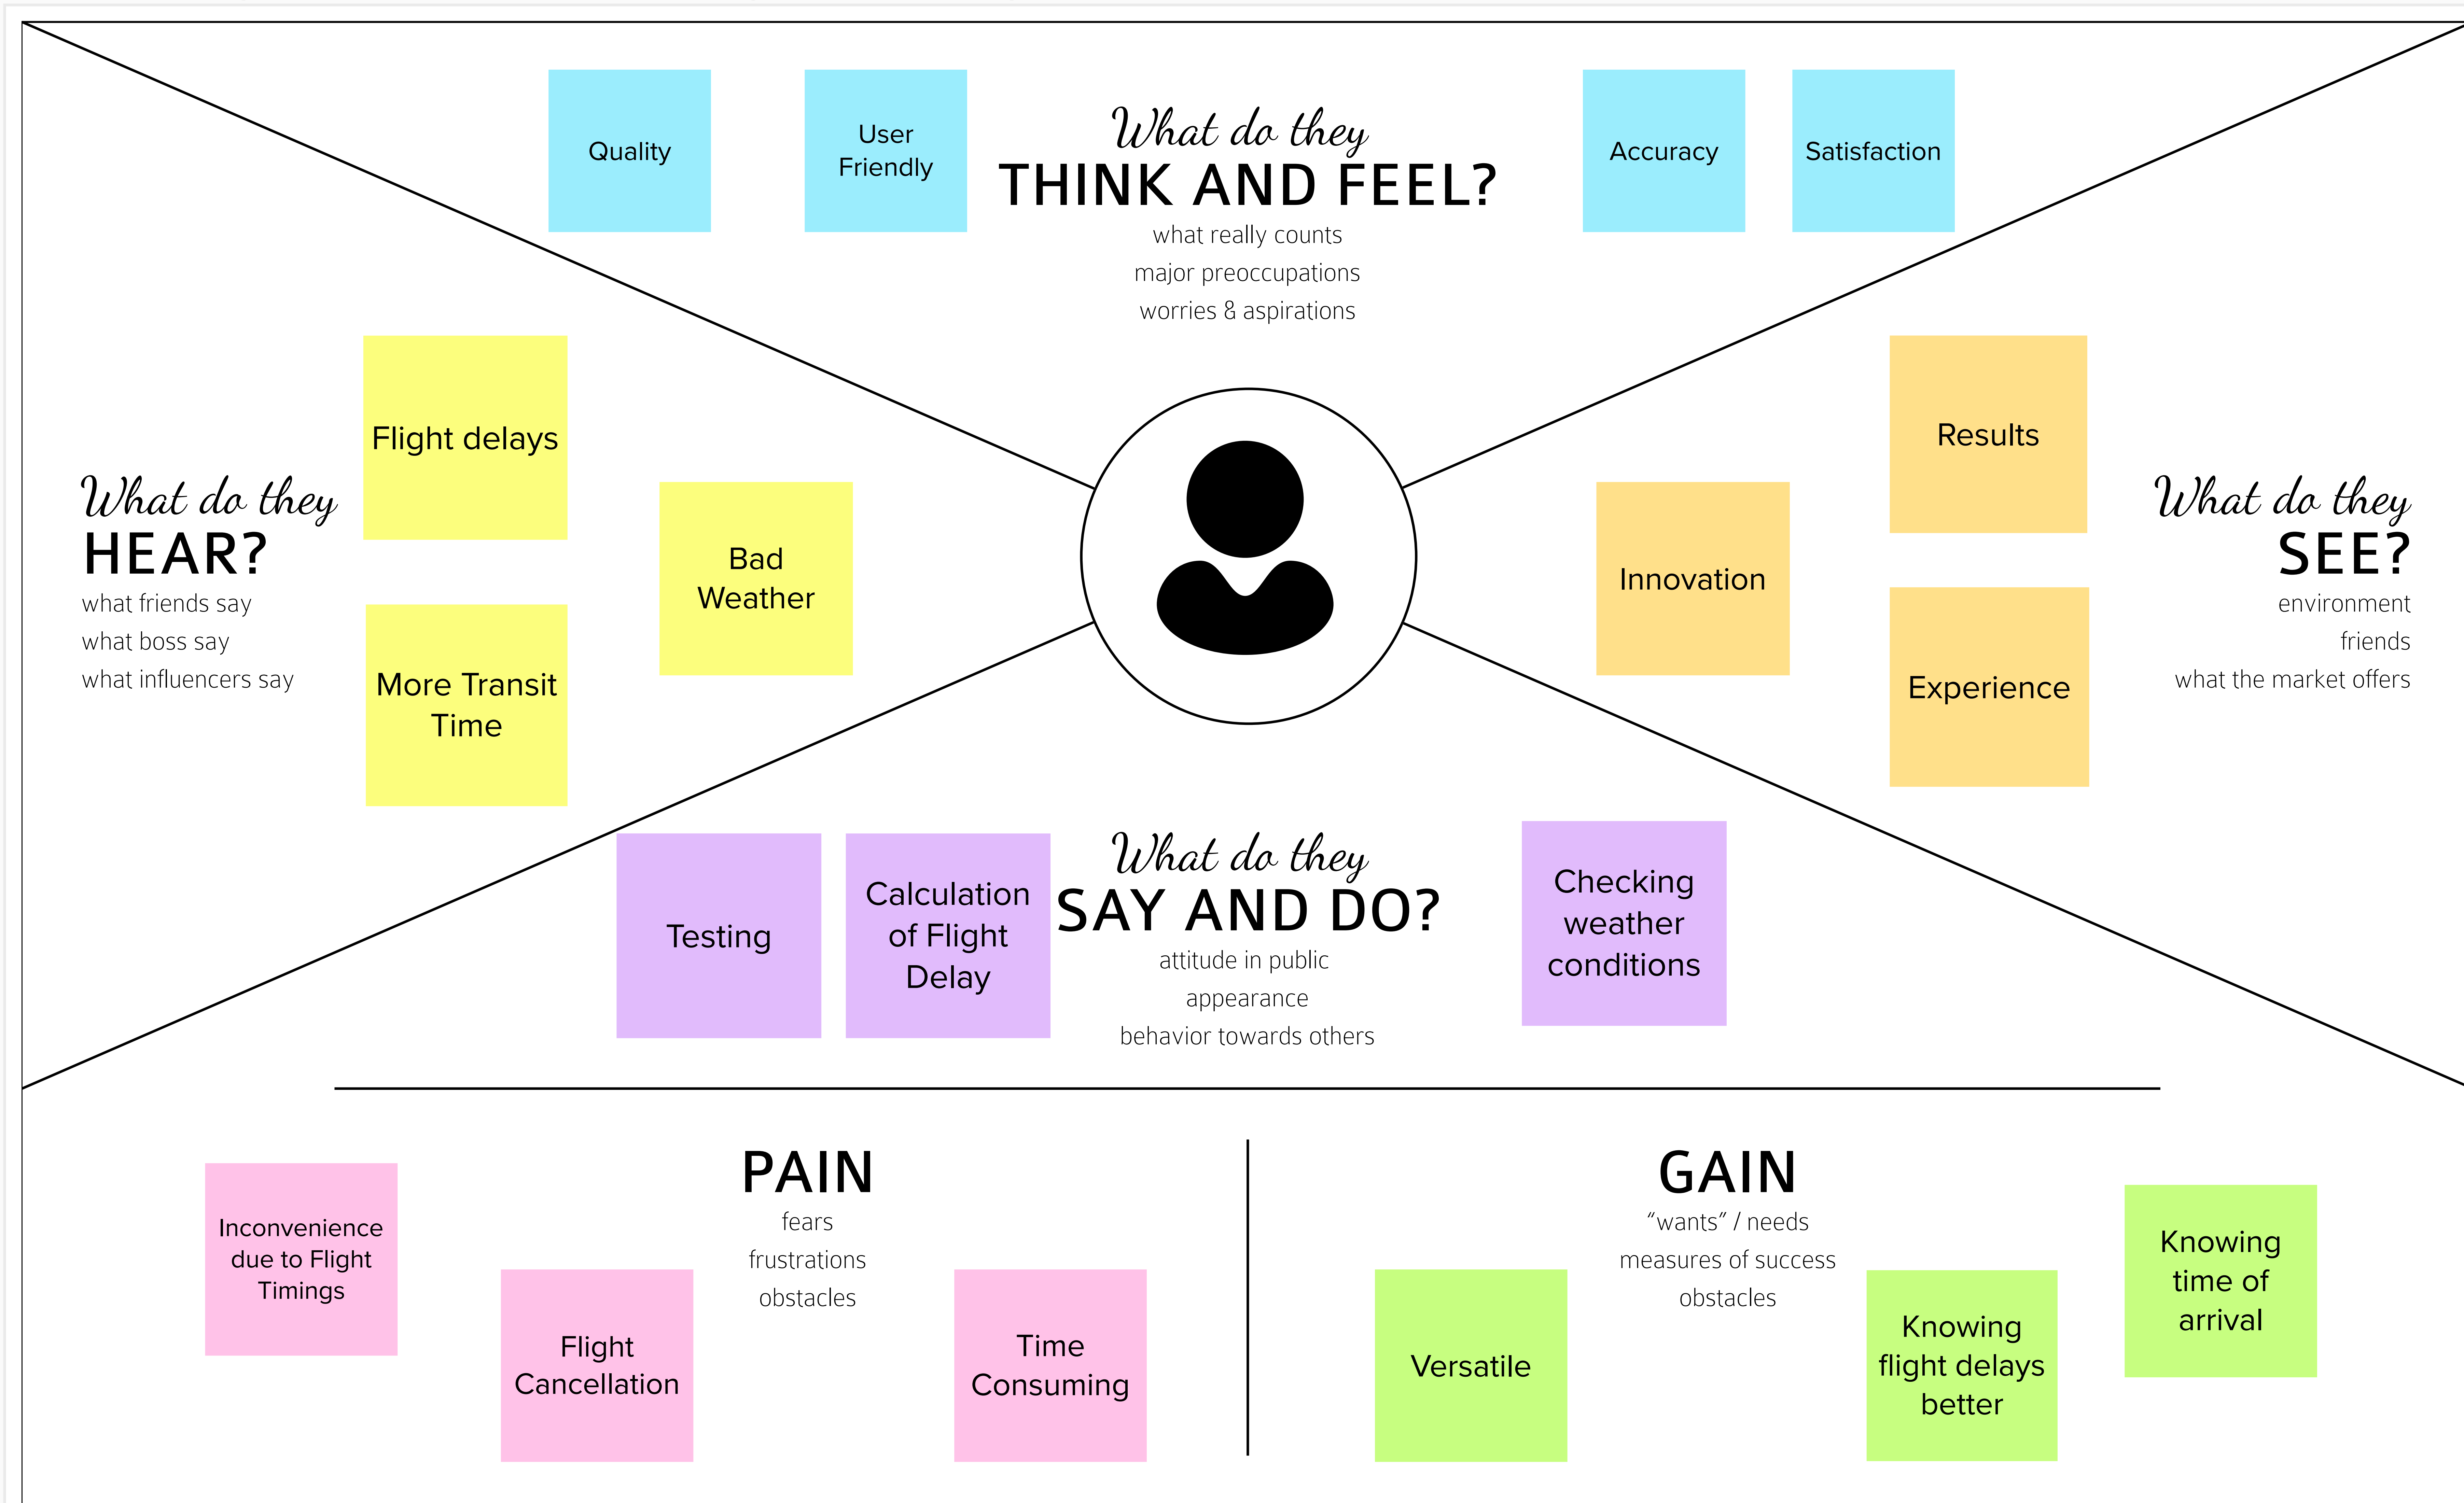 Quality
User
Friendly
What do they
THINK AND FEEL?
what really counts
major preoccupations
worries & aspirations
Accuracy
Satisfaction
What do they
HEAR?
what friends say
what boss say
what influencers say
Flight delays
More Transit
Time
Bad
Weather
Innovation
Results
Experience
What do they
SEE?
environment
friends
what the market offers
Testing
Calculation
of Flight
Delay
What do they
SAY AND DO?
attitude in public
appearance
behavior towards others
Checking
weather
conditions
PAIN
fears
frustrations
obstacles
Inconvenience
due to Flight
Timings
Flight
Cancellation
Time
Consuming
GAIN
“wants” / needs
measures of success
obstacles
Versatile
Knowing
flight delays
better
Knowing
time of
arrival